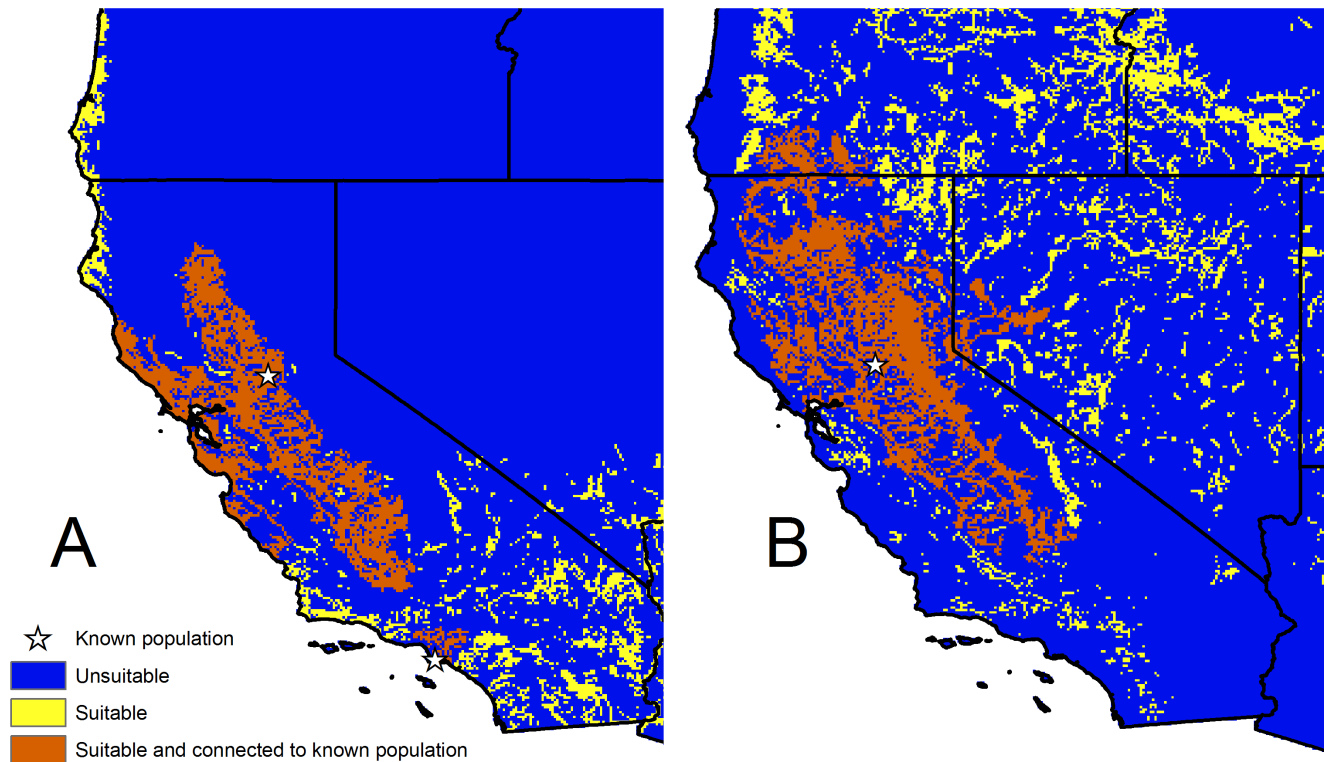 A
B
Known population
Unsuitable
Suitable
Suitable and connected to known population